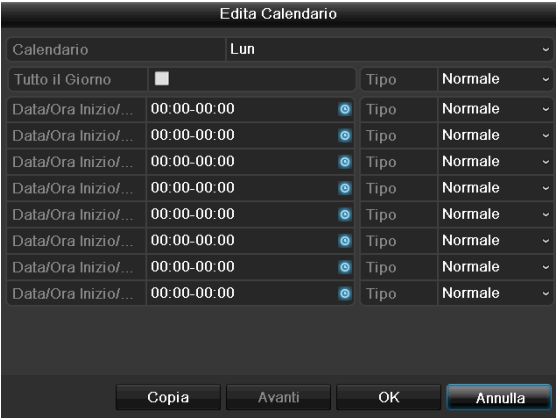 Edita Calendario
Calendario Lun
Tutto il Giorno Tipo Normale
Data/Ora Inizio/... 00:00-00:00 Tipo Normale
Data/Ora Inizio/... 00:00-00:00 Tipo Normale
Data/Ora Inizio/... 00:00-00:00 Tipo Normale
Data/Ora Inizio/... 00:00-00:00 Tipo Normale
Data/Ora Inizio/... 00:00-00:00 Tipo Normale
Data/Ora Inizio/... 00:00-00:00 Tipo Normale
Data/Ora Inizio/... 00:00-00:00 Tipo Normale
Data/Ora Inizio/... 00:00-00:00 Tipo Normale
Copia Avanti OK Annulla